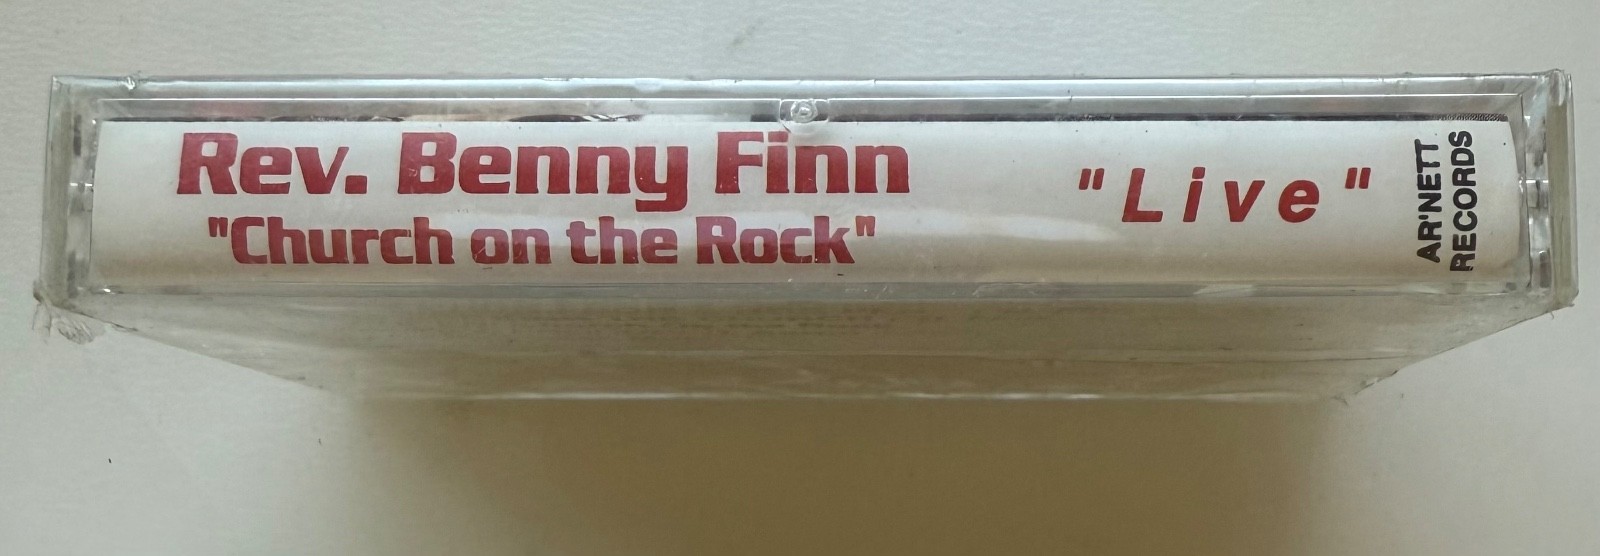 Rev. Benny Finn
"Church on the Rock"
"Live"
AR'NETT
RECORDS